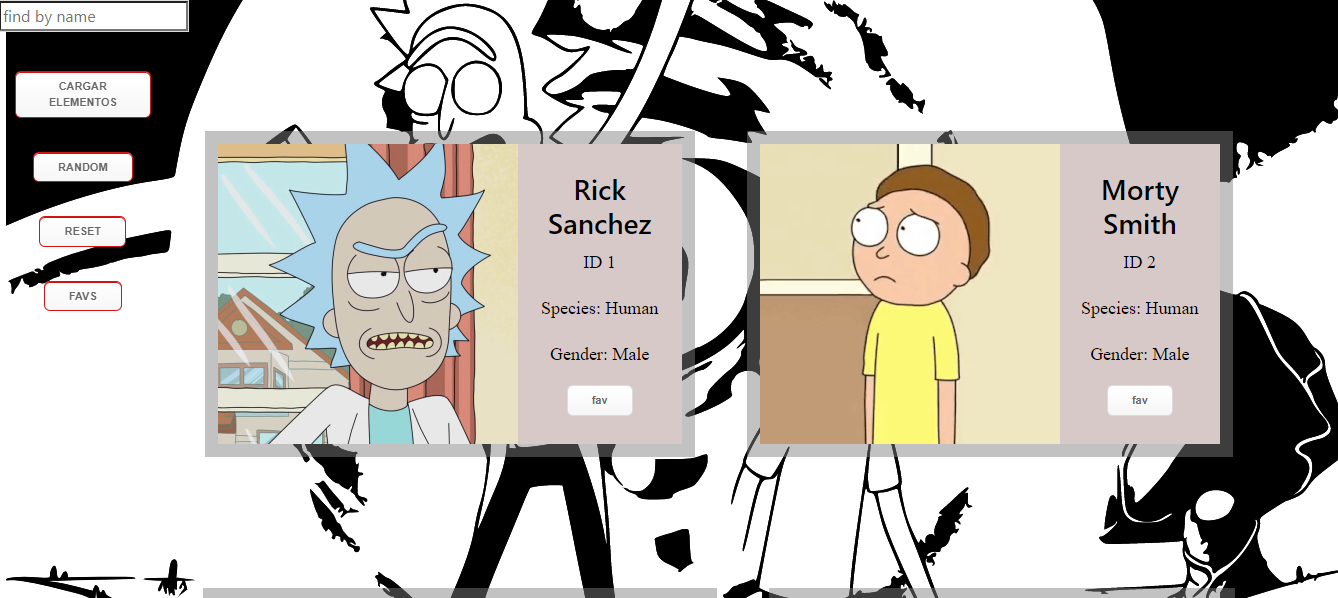 find by name
CARGAR
ELEMENTOS
RANDOM
RESET
FAVS
Rick
Sanchez
ID 1
Species: Human
Gender: Male
fav
Morty
Smith
ID 2
Species: Human
Gender: Male
fav